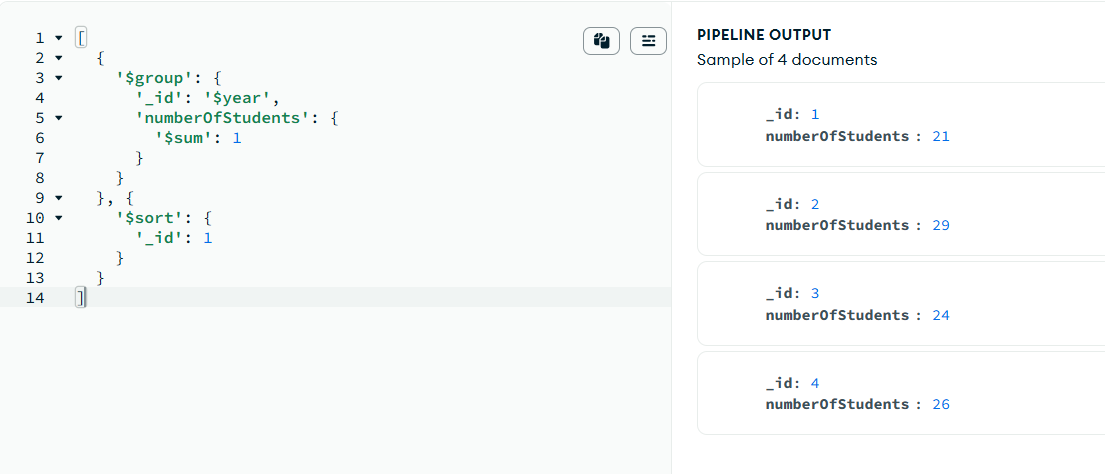 1 [
2 {
3 '$group': {
4 '_id': '$year',
5 'numberOfStudents': {
6 '$sum': 1
7 }
8 }
9 }, {
10 '$sort': {
11 '_id': 1
12 }
13 }
14 ]
PIPELINE OUTPUT
Sample of 4 documents
_id: 1
numberOfStudents : 21
_id: 2
numberOfStudents : 29
_id: 3
numberOfStudents : 24
_id: 4
numberOfStudents : 26